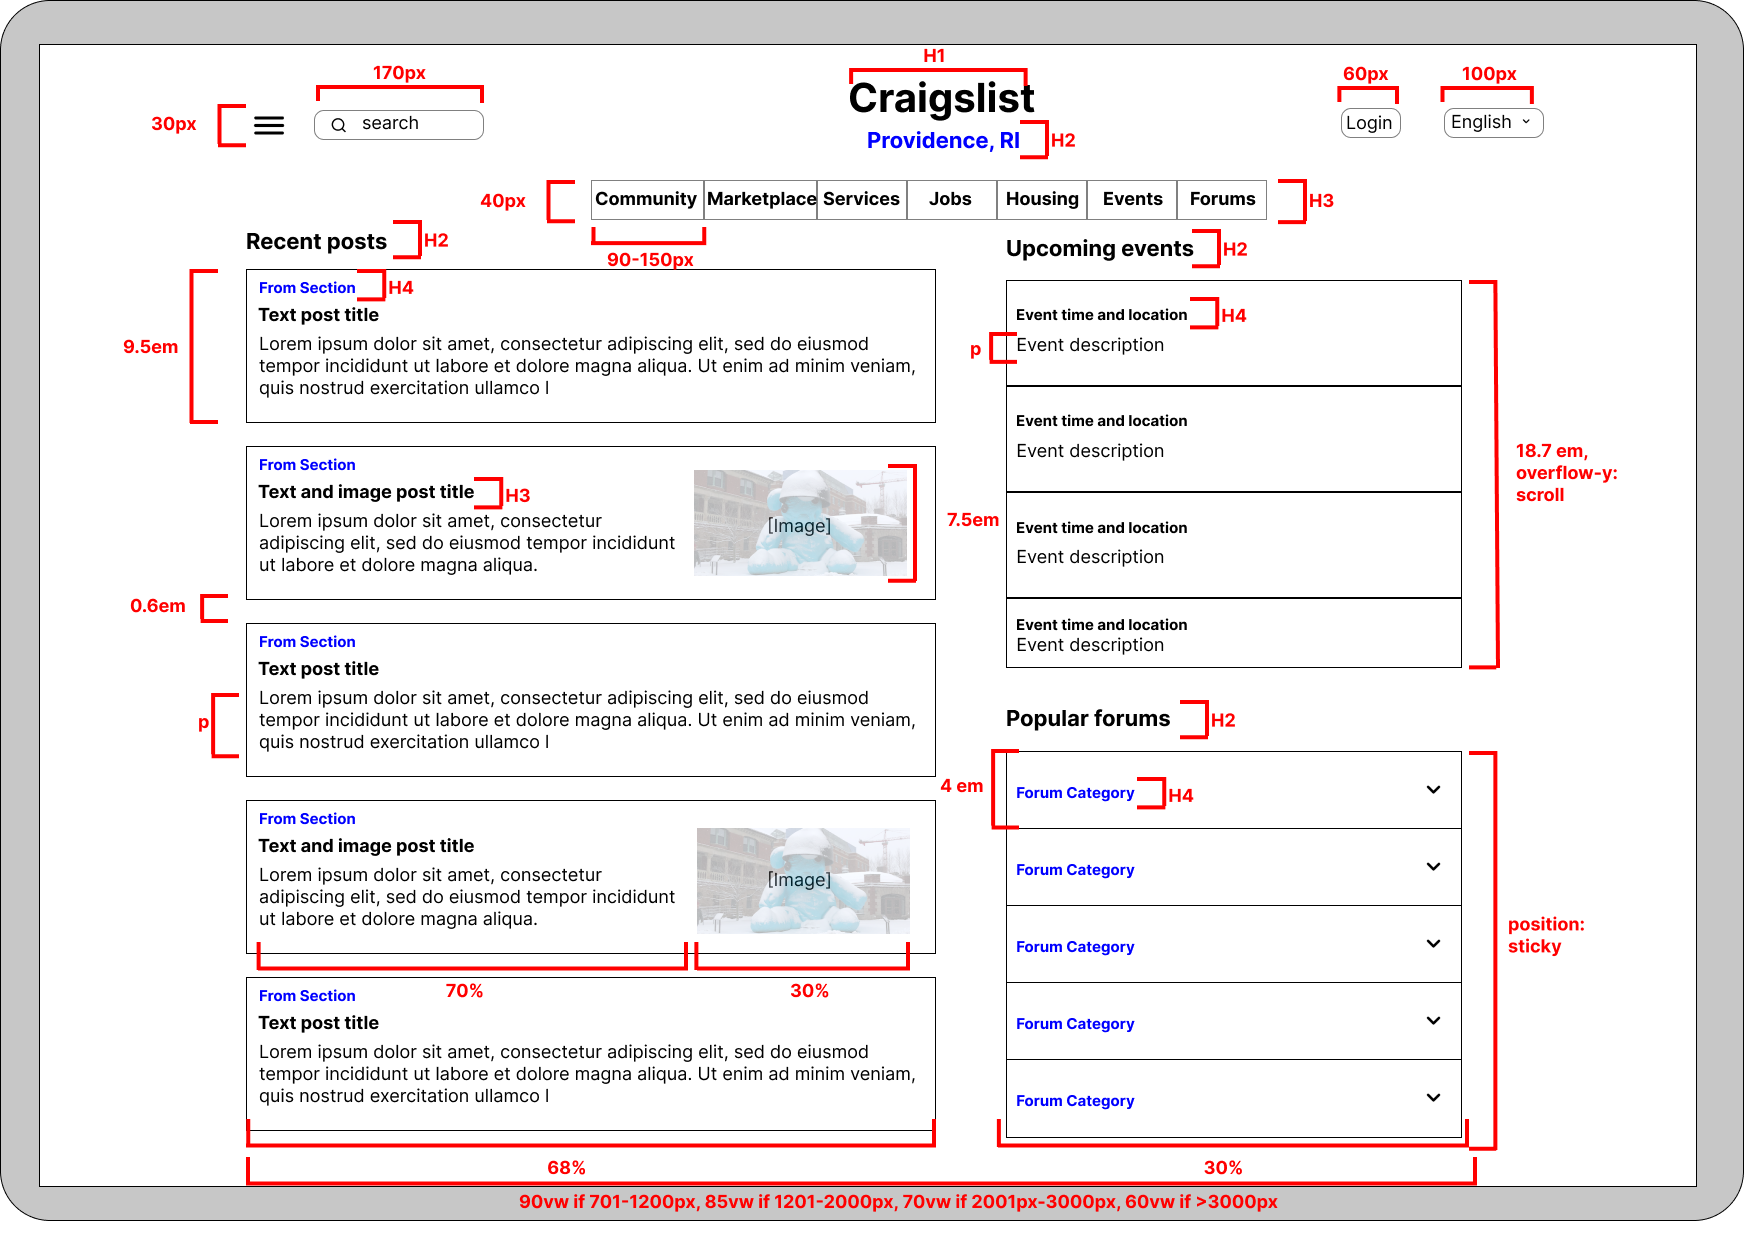 H1
170px
60px
100px
30px
search
Craigslist
Login
English
Providence, RI
H2
40px
Community
Marketplace
Services
Jobs
Housing
Events
Forums
H3
90-150px
Recent posts
H2
9.5em
From Section
H4
Text post title
Lorem ipsum dolor sit amet, consectetur adipiscing elit, sed do eiusmod
tempor incididunt ut labore et dolore magna aliqua. Ut enim ad minim veniam,
quis nostrud exercitation ullamco l
From Section
Text and image post title
H3
Lorem ipsum dolor sit amet, consectetur
adipiscing elit, sed do eiusmod tempor incididunt
ut labore et dolore magna aliqua.
[Image]
7.5em
0.6em
From Section
Text post title
p
Lorem ipsum dolor sit amet, consectetur adipiscing elit, sed do eiusmod
tempor incididunt ut labore et dolore magna aliqua. Ut enim ad minim veniam,
quis nostrud exercitation ullamco l
From Section
Text and image post title
Lorem ipsum dolor sit amet, consectetur
adipiscing elit, sed do eiusmod tempor incididunt
ut labore et dolore magna aliqua.
[Image]
70%
30%
From Section
Text post title
Lorem ipsum dolor sit amet, consectetur adipiscing elit, sed do eiusmod
tempor incididunt ut labore et dolore magna aliqua. Ut enim ad minim veniam,
quis nostrud exercitation ullamco l
68%
Upcoming events
H2
Event time and location
H4
p
Event description
Event time and location
Event description
Event time and location
Event description
Event time and location
Event description
18.7 em,
overflow-y:
scroll
Popular forums
H2
4 em
Forum Category
H4
Forum Category
Forum Category
Forum Category
Forum Category
position:
sticky
30%
90vw if 701-1200px, 85vw if 1201-2000px, 70vw if 2001px-3000px, 60vw if >3000px